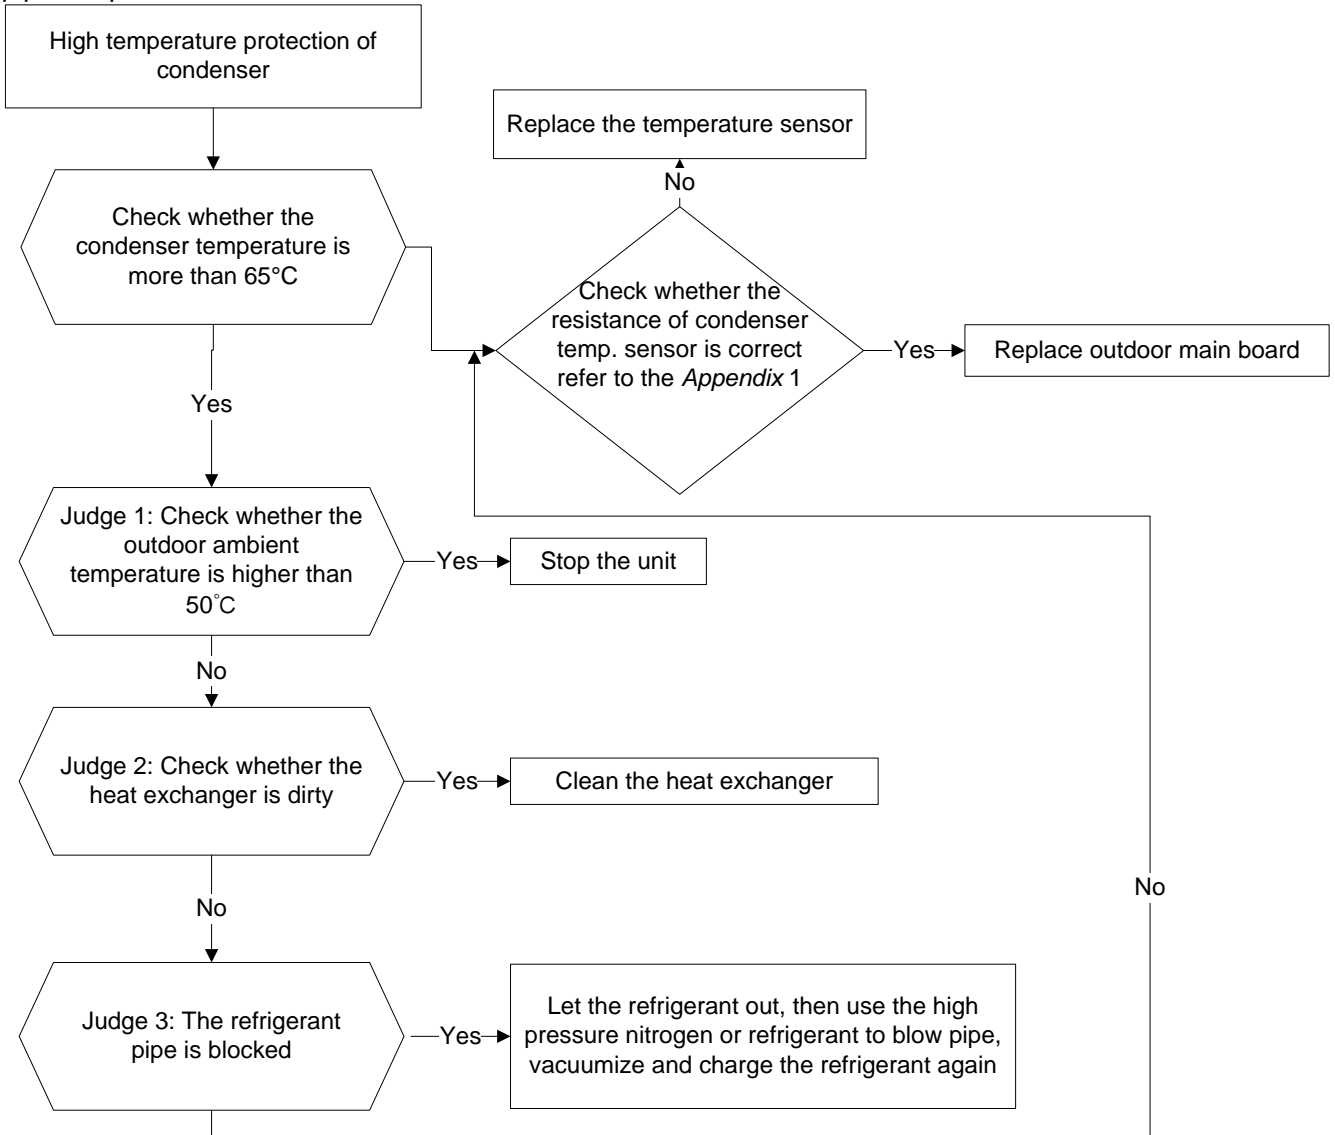 High temperature protection of
condenser
Replace the temperature sensor
No
Check whether the
condenser temperature is
more than 65°C
Check whether the
resistance of condenser
temp. sensor is correct
refer to the Appendix 1
Yes
Replace outdoor main board
Yes
Judge 1: Check whether the
outdoor ambient
temperature is higher than
50°C
Yes
Stop the unit
No
Judge 2: Check whether the
heat exchanger is dirty
Yes
Clean the heat exchanger
No
No
Judge 3: The refrigerant
pipe is blocked
Yes
Let the refrigerant out, then use the high
pressure nitrogen or refrigerant to blow pipe,
vacuumize and charge the refrigerant again